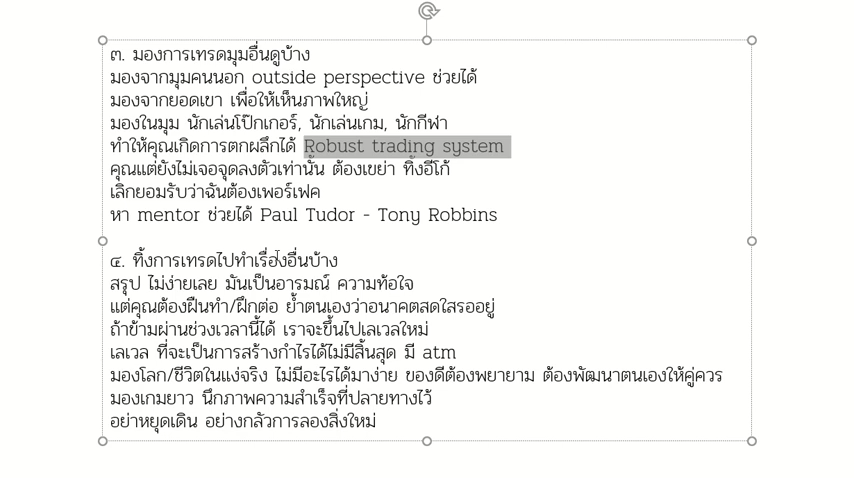 ๓. มองการเทรดมุมอื่นดูบ้าง
มองจากมุมคนนอก outside perspective ช่วยได้
มองจากยอดเขา เพื่อให้เห็นภาพใหญ่
มองในมุม นักเล่นโป๊กเกอร์, นักเล่นเกม, นักกีฬา
ทำให้คุณเกิดการตกผลึกได้ Robust trading system
คุณแต่ยังไม่เจอจุดลงตัวเท่านั้น ต้องเขย่า ทิ้งอีโก้
เลิกยอมรับว่าฉันต้องเพอร์เฟค
หา mentor ช่วยได้ Paul Tudor - Tony Robbins
๔. ทิ้งการเทรดไปทำเรื่องอื่นบ้าง
สรุป ไม่ง่ายเลย มันเป็นอารมณ์ ความท้อใจ
แต่คุณต้องฝืนทำ/ฝึกต่อ ย้ำตนเองว่าอนาคตสดใสรออยู่
ถ้าข้ามผ่านช่วงเวลานี้ได้ เราจะขึ้นไปเลเวลใหม่
เลเวล ที่จะเป็นการสร้างกำไรได้ไม่มีสิ้นสุด มี atm
มองโลก/ชีวิตในแง่จริง ไม่มีอะไรได้มาง่าย ของดีต้องพยายาม ต้องพัฒนาตนเองให้คู่ควร
มองเกมยาว นึกภาพความสำเร็จที่ปลายทางไว้
อย่าหยุดเดิน อย่างกลัวการลองสิ่งใหม่